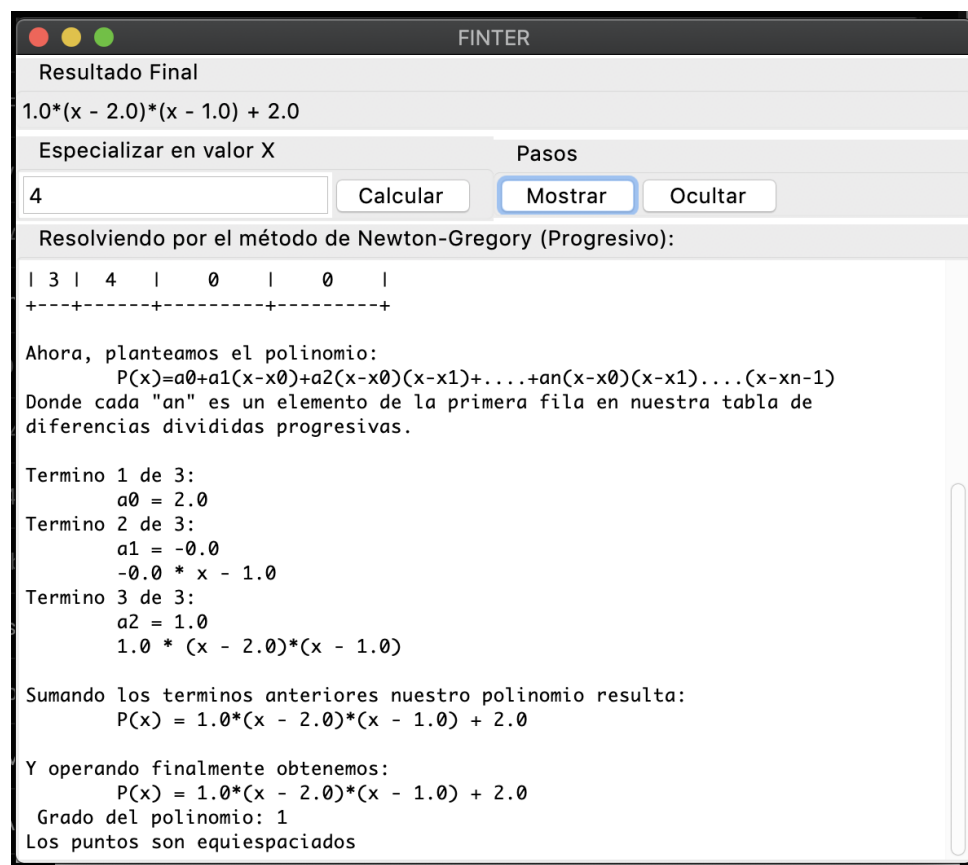 FINTER
Resultado Final
1.0*(x - 2.0)*(x - 1.0) + 2.0
Especializar en valor X
Pasos
4
Calcular
Mostrar
Ocultar
Resolviendo por el método de Newton-Gregory (Progresivo):
| 3 |  4   |    0    |    0    |
+---+------+---------+---------+
Ahora, planteamos el polinomio:
P(x)=a0+a1(x-x0)+a2(x-x0)(x-x1)+....+an(x-x0)(x-x1)....(x-xn-1)
Donde cada "an" es un elemento de la primera fila en nuestra tabla de
diferencias divididas progresivas.
Termino 1 de 3:
a0 = 2.0
Termino 2 de 3:
a1 = -0.0
-0.0 * x - 1.0
Termino 3 de 3:
a2 = 1.0
1.0 * (x - 2.0)*(x - 1.0)
Sumando los terminos anteriores nuestro polinomio resulta:
P(x) = 1.0*(x - 2.0)*(x - 1.0) + 2.0
Y operando finalmente obtenemos:
P(x) = 1.0*(x - 2.0)*(x - 1.0) + 2.0
Grado del polinomio: 1
Los puntos son equiespaciados